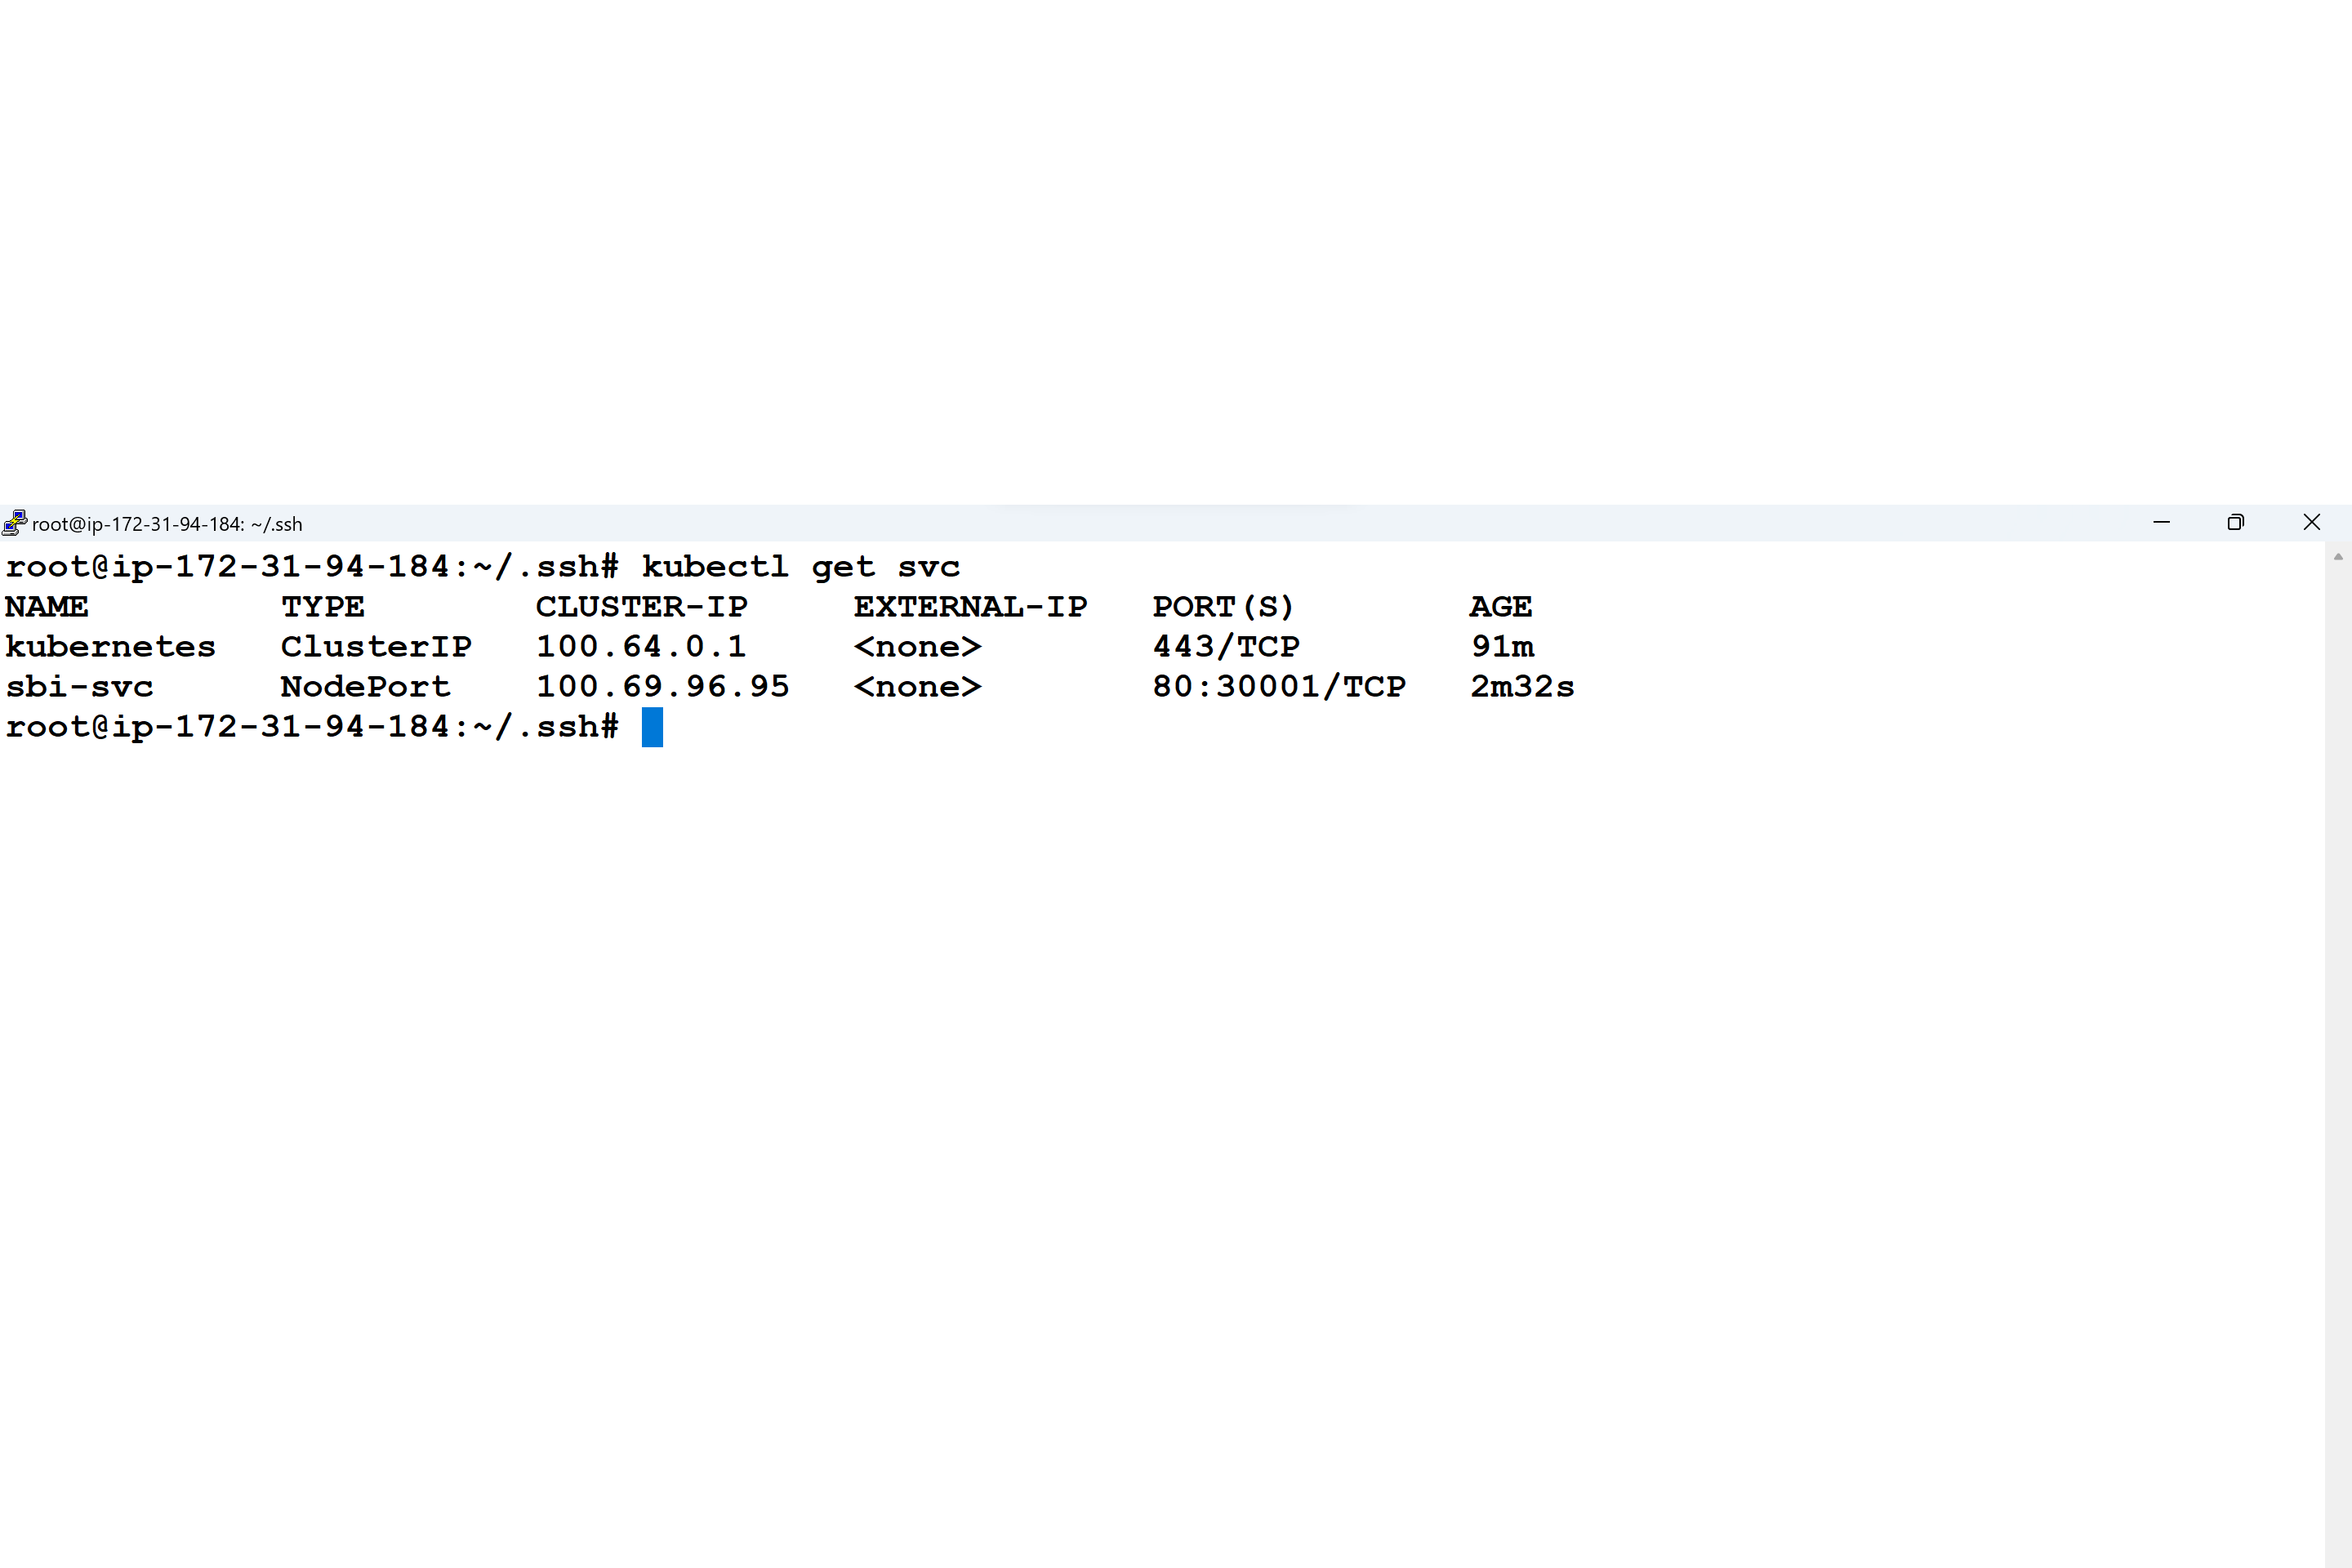 root@ip-172-31-94-184: ~/.ssh
root@ip-172-31-94-184:~/.ssh# kubectl get svc
NAME         TYPE        CLUSTER-IP     EXTERNAL-IP   PORT(S)        AGE
kubernetes   ClusterIP   100.64.0.1     <none>        443/TCP        91m
sbi-svc      NodePort    100.69.96.95   <none>        80:30001/TCP   2m32s
root@ip-172-31-94-184:~/.ssh#